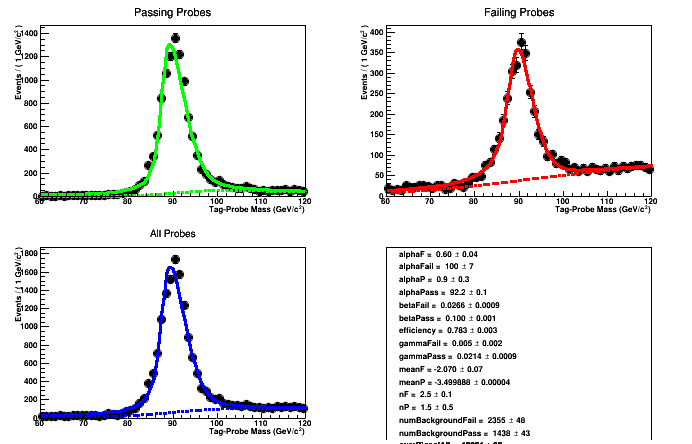 Passing Probes
Events / ( 1 GeV/c² )
1400
1200
1000
800
600
400
200
0
60 70 80 90 100 110 120
Tag-Probe Mass (GeV/c²)
Failing Probes
Events / ( 1 GeV/c² )
400
350
300
250
200
150
100
50
0
60 70 80 90 100 110 120
Tag-Probe Mass (GeV/c²)
All Probes
Events / ( 1 GeV/c² )
1800
1600
1400
1200
1000
800
600
400
200
0
60 70 80 90 100 110 120
Tag-Probe Mass (GeV/c²)
alphaF = 0.60 ± 0.04
alphaFail = 100 ± 7
alphaP = 0.9 ± 0.3
alphaPass = 92.2 ± 0.1
betaFail = 0.0266 ± 0.0009
betaPass = 0.100 ± 0.001
efficiency = 0.783 ± 0.003
gammaFail = 0.005 ± 0.002
gammaPass = 0.0214 ± 0.0009
meanF = -2.070 ± 0.07
meanP = -3.499888 ± 0.00004
nF = 2.5 ± 0.1
nP = 1.5 ± 0.5
numBackgroundFail = 2355 ± 48
numBackgroundPass = 1438 ± 43